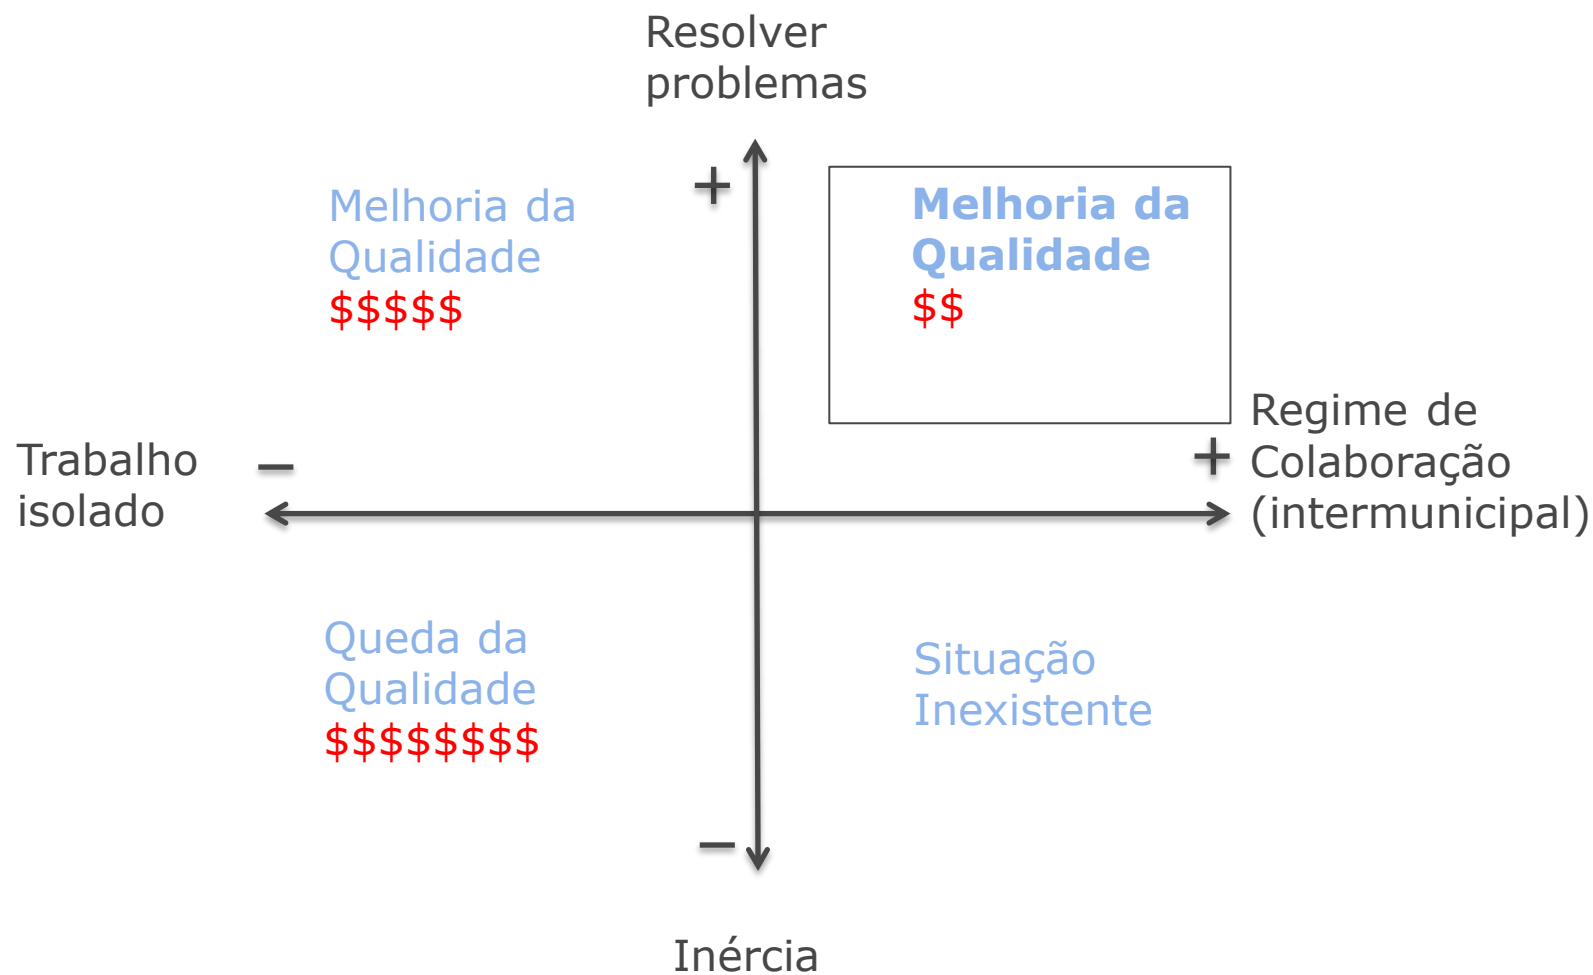 Resolver
problemas
+
Melhoria da
Qualidade
$$$$$
Melhoria da
Qualidade
$$
Trabalho
isolado
–
+
Regime de
Colaboração
(intermunicipal)
Queda da
Qualidade
$$$$$$$$
Situação
Inexistente
–
Inércia